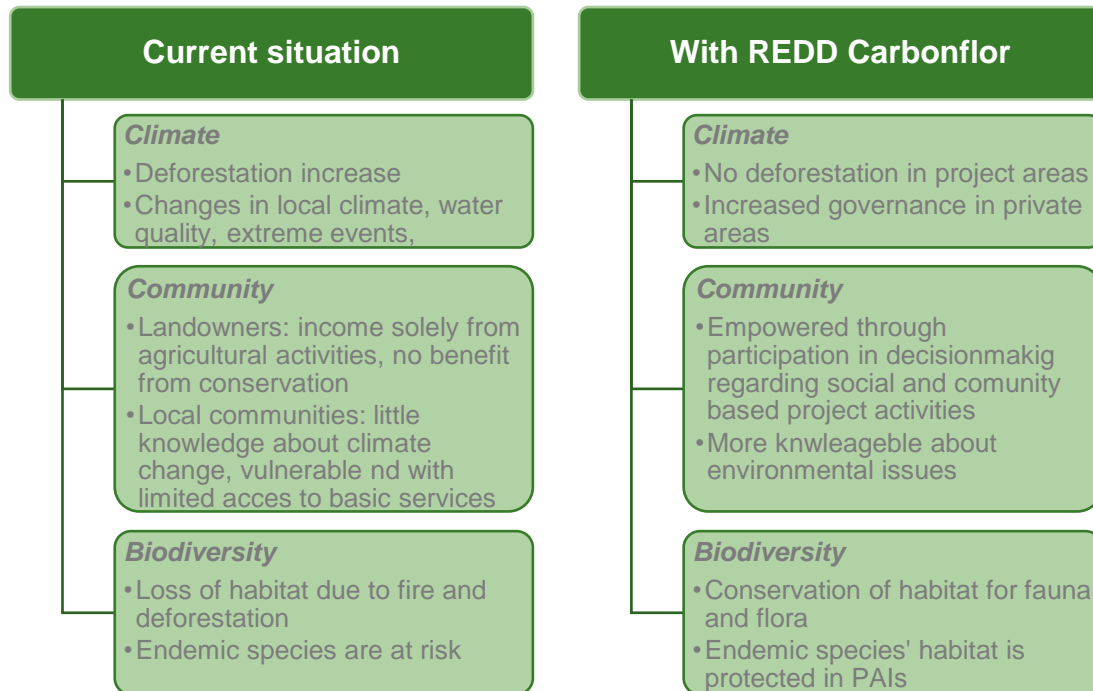 Current situation
Climate
•Deforestation increase
•Changes in local climate, water
quality, extreme events,
Community
•Landowners: income solely from
agricultural activities, no benefit
from conservation
•Local communities: little
knowledge about climate
change, vulnerable nd with
limited acces to basic services
Biodiversity
•Loss of habitat due to fire and
deforestation
•Endemic species are at risk
With REDD Carbonflor
Climate
•No deforestation in project areas
•Increased governance in private
areas
Community
•Empowered through
participation in decisionmakig
regarding social and comunity
based project activities
•More knwleageble about
environmental issues
Biodiversity
•Conservation of habitat for fauna
and flora
•Endemic species' habitat is
protected in PAIs